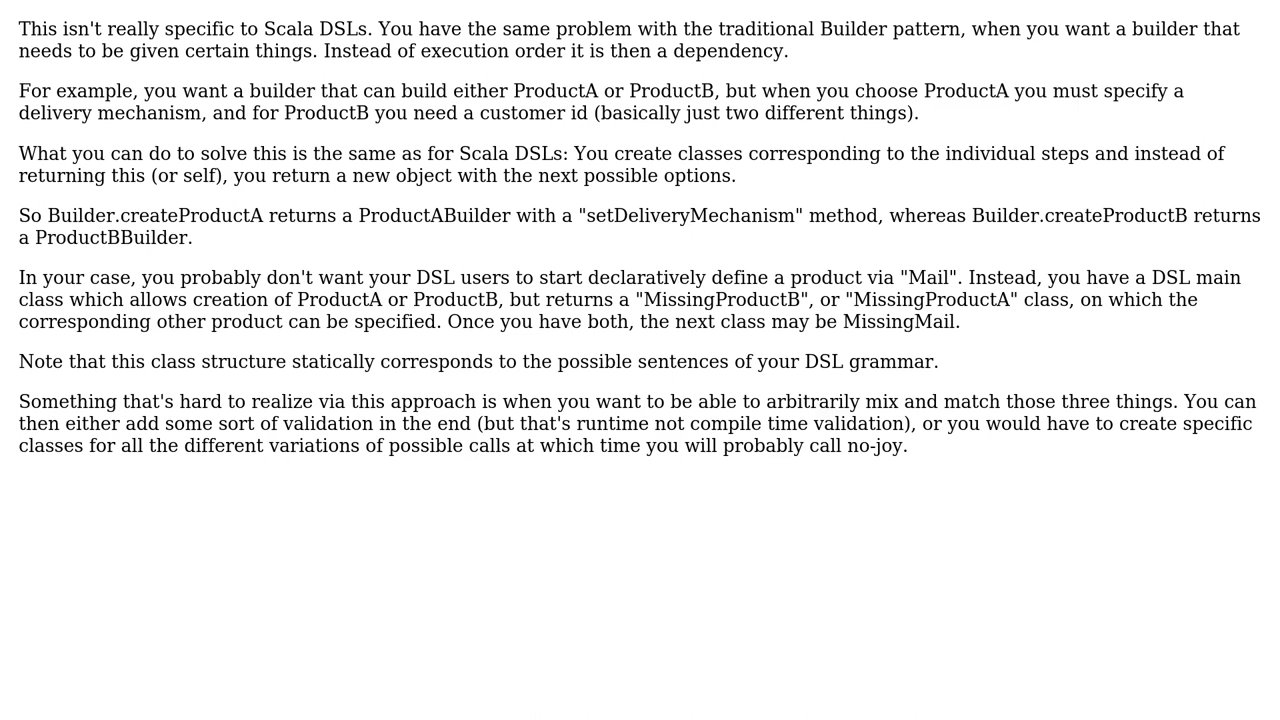 This isn't really specific to Scala DSLs. You have the same problem with the traditional Builder pattern, when you want a builder that
needs to be given certain things. Instead of execution order it is then a dependency.
For example, you want a builder that can build either ProductA or ProductB, but when you choose ProductA you must specify a
delivery mechanism, and for ProductB you need a customer id (basically just two different things).
What you can do to solve this is the same as for Scala DSLs: You create classes corresponding to the individual steps and instead of
returning this (or self), you return a new object with the next possible options.
So Builder.createProductA returns a ProductABuilder with a "setDeliveryMechanism" method, whereas Builder.createProductB returns
a ProductBBuilder.
In your case, you probably don't want your DSL users to start declaratively define a product via "Mail". Instead, you have a DSL main
class which allows creation of ProductA or ProductB, but returns a "MissingProductB", or "MissingProductA" class, on which the
corresponding other product can be specified. Once you have both, the next class may be MissingMail.
Note that this class structure statically corresponds to the possible sentences of your DSL grammar.
Something that's hard to realize via this approach is when you want to be able to arbitrarily mix and match those three things. You can
then either add some sort of validation in the end (but that's runtime not compile time validation), or you would have to create specific
classes for all the different variations of possible calls at which time you will probably call no-joy.